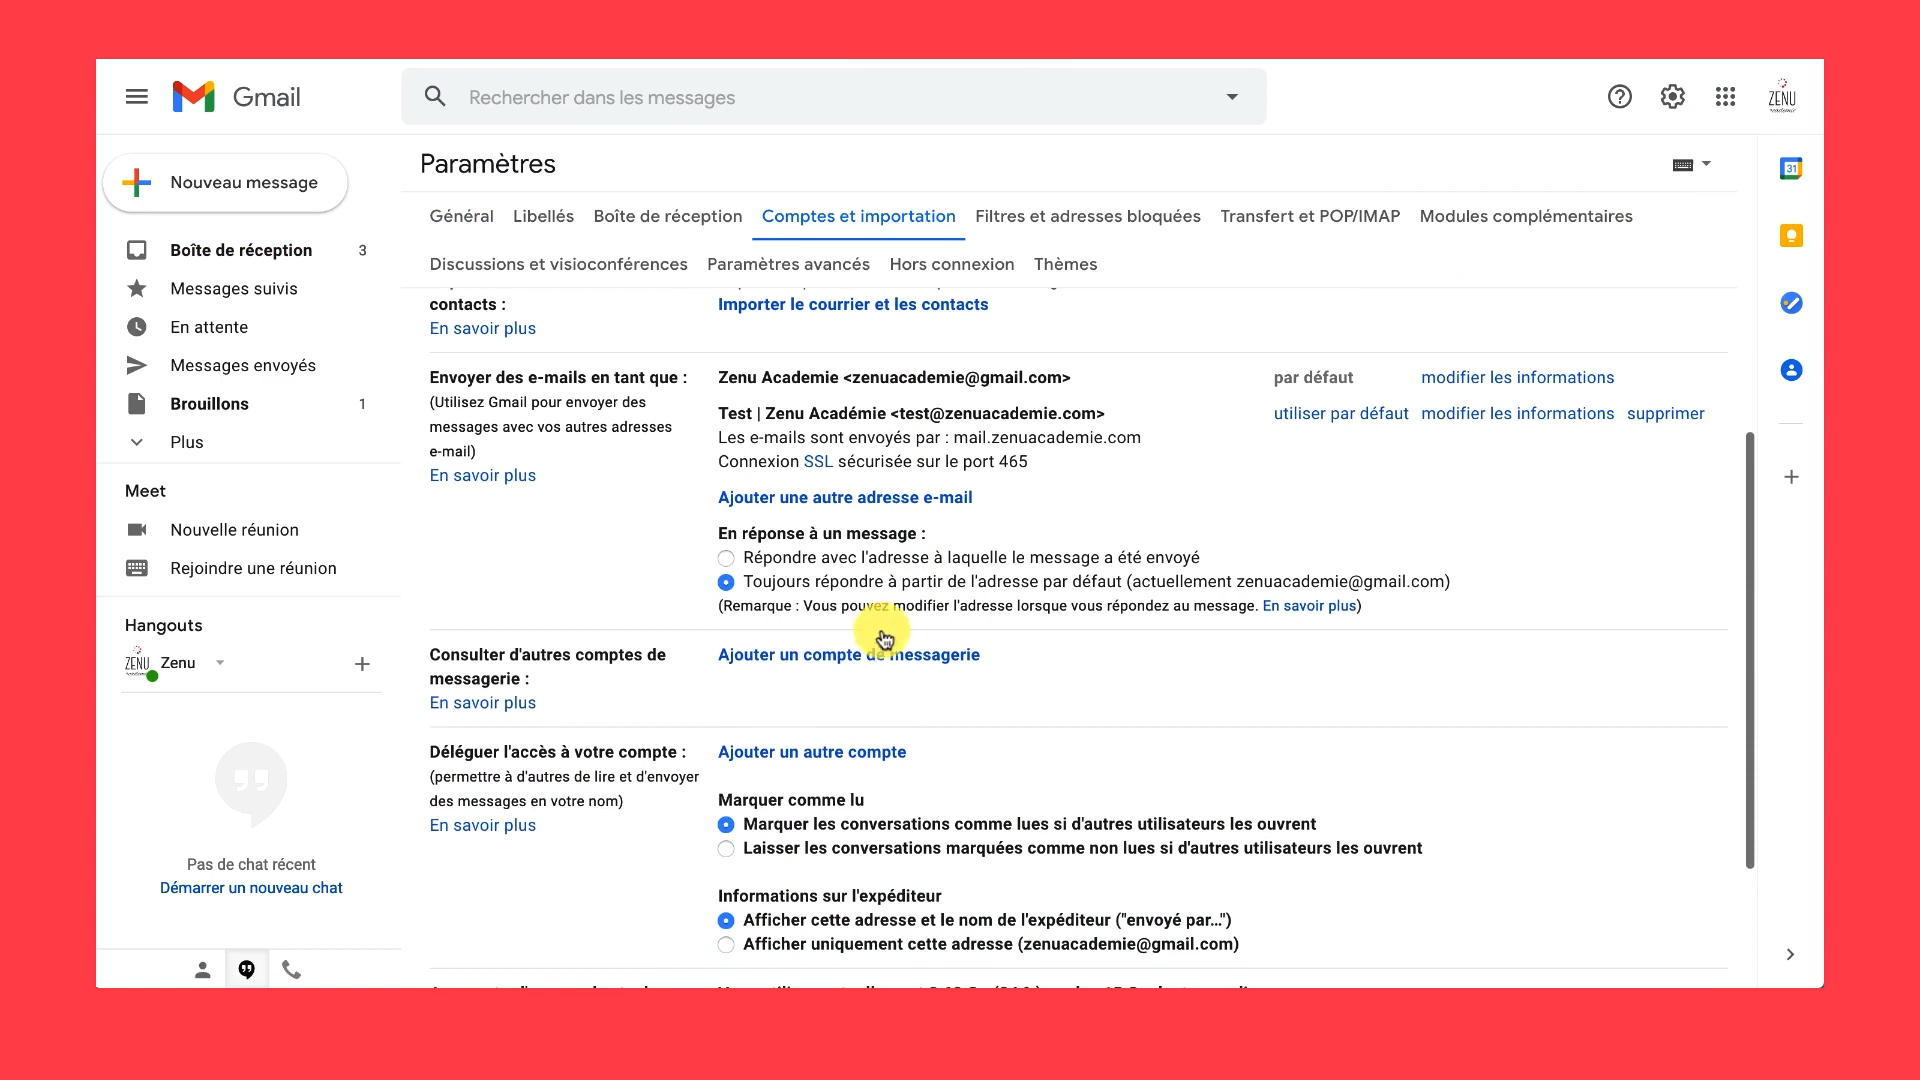 Gmail
Rechercher dans les messages
ZENU
Paramètres
Nouveau message
Général Libellés Boîte de réception Comptes et importation Filtres et adresses bloquées Transfert et POP/IMAP Modules complémentaires
Discussions et visioconférences Paramètres avancés Hors connexion Thèmes
31
Boîte de réception 3
Messages suivis
En attente
Messages envoyés
Brouillons 1
Plus
Meet
Nouvelle réunion
Rejoindre une réunion
Hangouts
ZENU
Zenu
Pas de chat récent
Démarrer un nouveau chat
contacts :
Importer le courrier et les contacts
En savoir plus
Envoyer des e-mails en tant que :
(Utilisez Gmail pour envoyer des
messages avec vos autres adresses
e-mail)
En savoir plus
Zenu Academie <zenuacademie@gmail.com> par défaut modifier les informations
Test | Zenu Académie <test@zenuacademie.com> utiliser par défaut modifier les informations supprimer
Les e-mails sont envoyés par : mail.zenuacademie.com
Connexion SSL sécurisée sur le port 465
Ajouter une autre adresse e-mail
En réponse à un message :
Répondre avec l'adresse à laquelle le message a été envoyé
Toujours répondre à partir de l'adresse par défaut (actuellement zenuacademie@gmail.com)
(Remarque : Vous pouvez modifier l'adresse lorsque vous répondez au message. En savoir plus)
Consulter d'autres comptes de
messagerie :
En savoir plus
Ajouter un compte de messagerie
Déléguer l'accès à votre compte :
(permettre à d'autres de lire et d'envoyer
des messages en votre nom)
En savoir plus
Ajouter un autre compte
Marquer comme lu
Marquer les conversations comme lues si d'autres utilisateurs les ouvrent
Laisser les conversations marquées comme non lues si d'autres utilisateurs les ouvrent
Informations sur l'expéditeur
Afficher cette adresse et le nom de l'expéditeur ("envoyé par...")
Afficher uniquement cette adresse (zenuacademie@gmail.com)